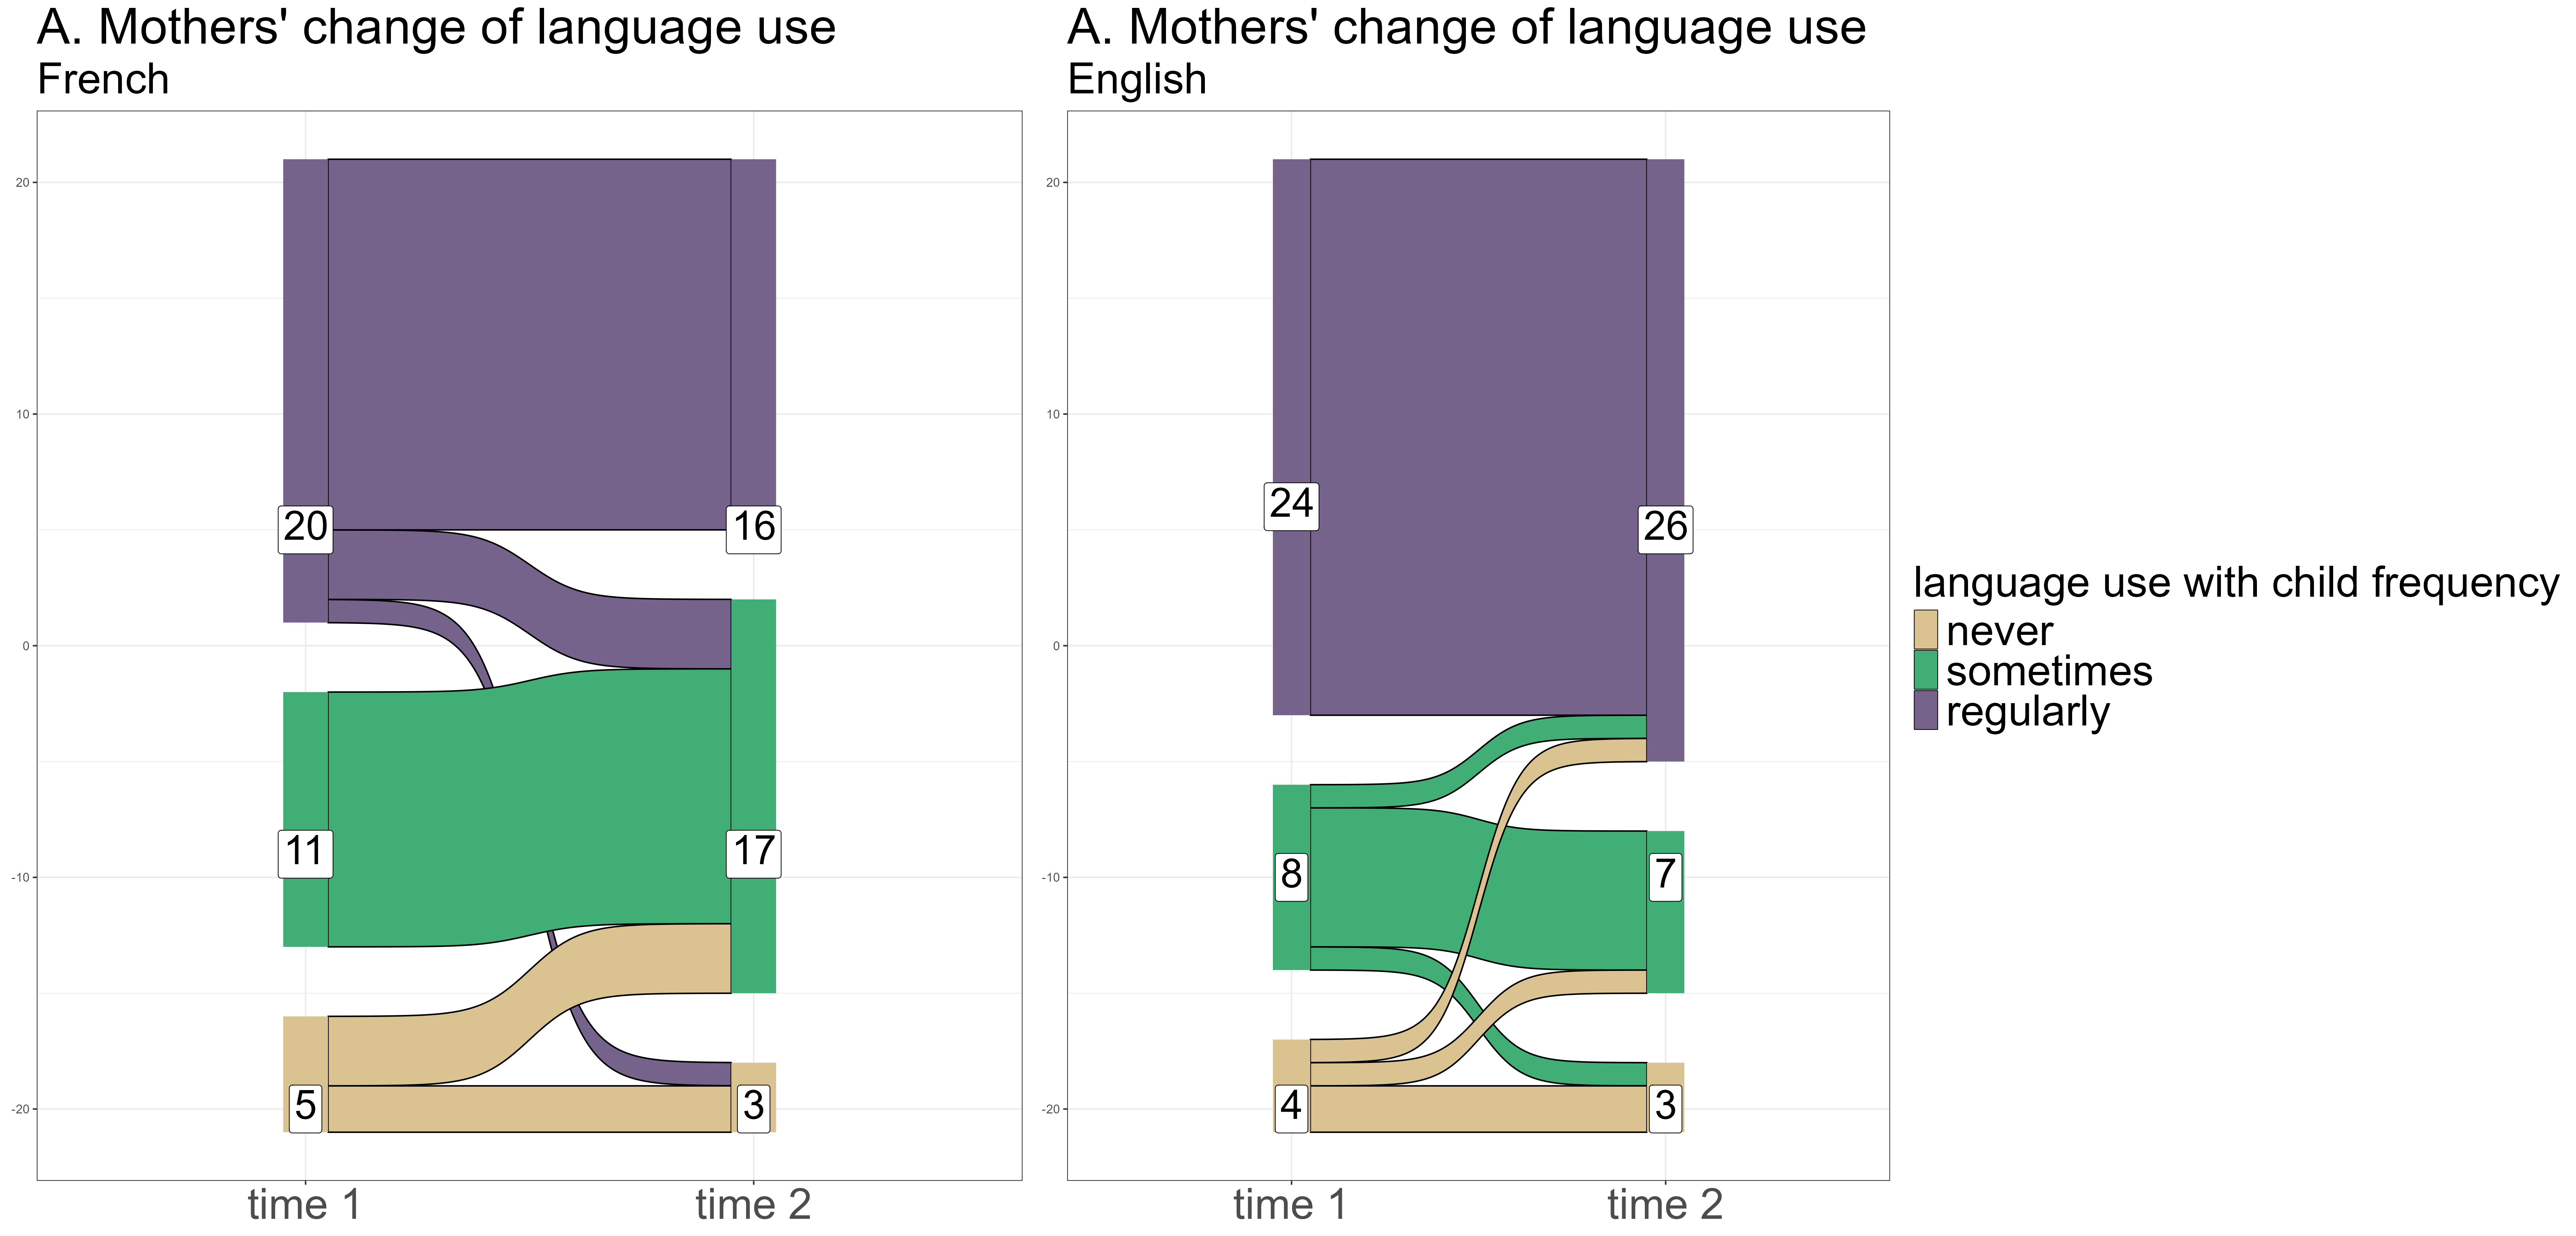 A. Mothers' change of language use
French
20
10
0
-10
-20
20
16
11
17
5
3
time 1
time 2
A. Mothers' change of language use
English
20
10
0
-10
-20
24
26
8
7
4
3
time 1
time 2
language use with child frequency
never
sometimes
regularly